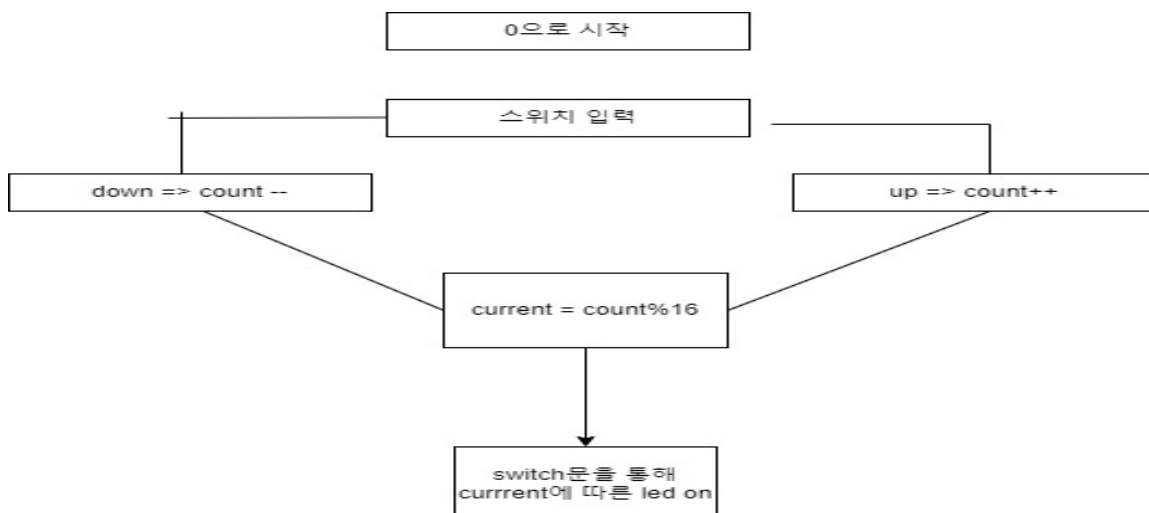 0으로 시작
스위치 입력
down => count --
up => count++
current = count%16
switch문을 통해
currrent에 따른 led on